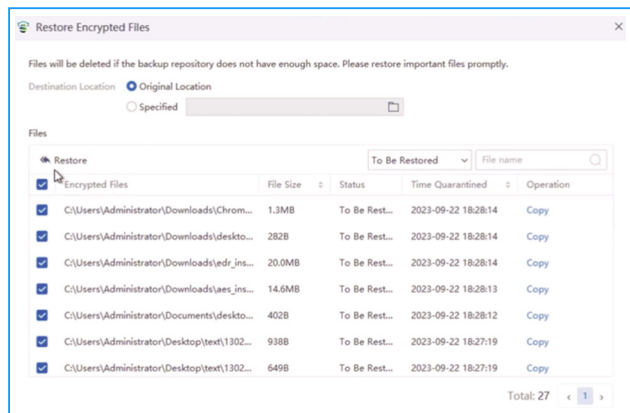 Restore Encrypted Files
Files will be deleted if the backup repository does not have enough space. Please restore important files promptly.
Destination Location Original Location
Specified
Files
Restore To Be Restored File name
Encrypted Files File Size Status Time Quarantined Operation
C:\Users\Administrator\Downloads\Chrom... 1.3MB To Be Rest... 2023-09-22 18:28:14 Copy
C:\Users\Administrator\Downloads\deskto... 282B To Be Rest... 2023-09-22 18:28:14 Copy
C:\Users\Administrator\Downloads\edr_ins... 20.0MB To Be Rest... 2023-09-22 18:28:14 Copy
C:\Users\Administrator\Downloads\aes_ins... 14.6MB To Be Rest... 2023-09-22 18:28:13 Copy
C:\Users\Administrator\Documents\deskto... 402B To Be Rest... 2023-09-22 18:28:12 Copy
C:\Users\Administrator\Desktop\text\1302... 938B To Be Rest... 2023-09-22 18:27:19 Copy
C:\Users\Administrator\Desktop\text\1302... 649B To Be Rest... 2023-09-22 18:27:19 Copy
Total: 27 1